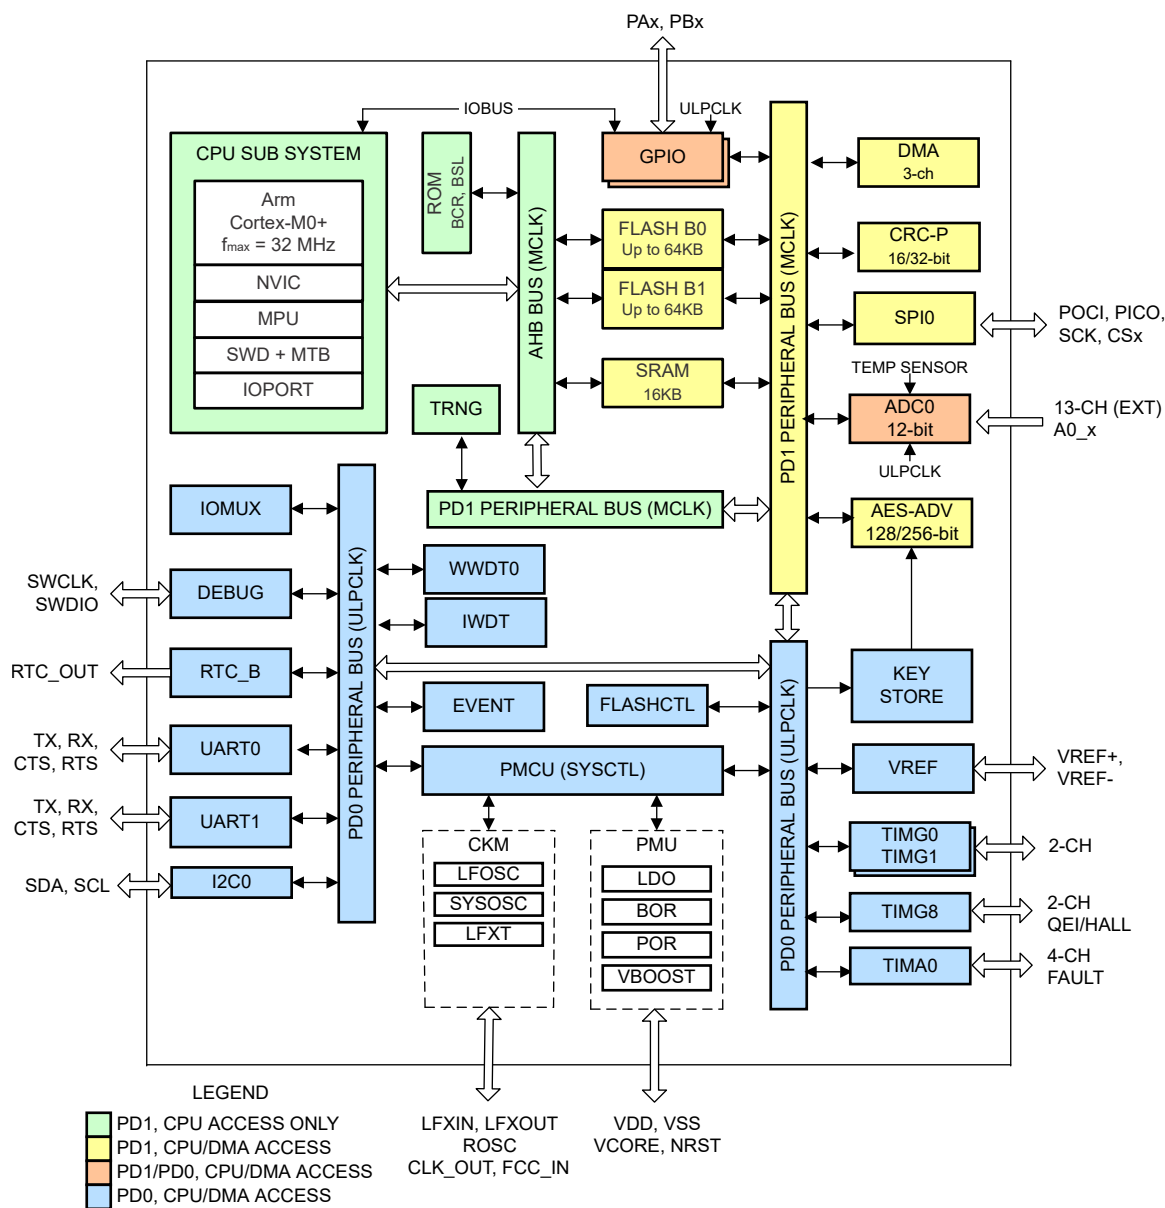 PAx, PBx
IOBUS
ULPCLK
CPU SUB SYSTEM
Arm
Cortex-M0+
fmax = 32 MHz
NVIC
MPU
SWD + MTB
IOPORT
ROM
BCR, BSL
AHB BUS (MCLK)
GPIO
FLASH B0
Up to 64KB
FLASH B1
Up to 64KB
SRAM
16KB
TRNG
PD1 PERIPHERAL BUS (MCLK)
PD1 PERIPHERAL BUS (MCLK)
DMA
3-ch
CRC-P
16/32-bit
SPI0
POCI, PICO,
SCK, CSx
TEMP SENSOR
ADC0
12-bit
13-CH (EXT)
A0_x
ULPCLK
AES-ADV
128/256-bit
IOMUX
SWCLK,
SWDIO
DEBUG
RTC_OUT
RTC_B
TX, RX,
CTS, RTS
UART0
TX, RX,
CTS, RTS
UART1
SDA, SCL
I2C0
PD0 PERIPHERAL BUS (ULPCLK)
WWDT0
IWDT
EVENT
FLASHCTL
PMCU (SYSCTL)
CKM
LFOSC
SYSOSC
LFXT
PMU
LDO
BOR
POR
VBOOST
PD0 PERIPHERAL BUS (ULPCLK)
KEY
STORE
VREF
VREF+,
VREF-
TIMG0
TIMG1
2-CH
TIMG8
2-CH
QEI/HALL
TIMA0
4-CH
FAULT
LFXIN, LFXOUT
ROSC
CLK_OUT, FCC_IN
VDD, VSS
VCORE, NRST
LEGEND
PD1, CPU ACCESS ONLY
PD1, CPU/DMA ACCESS
PD1/PD0, CPU/DMA ACCESS
PD0, CPU/DMA ACCESS